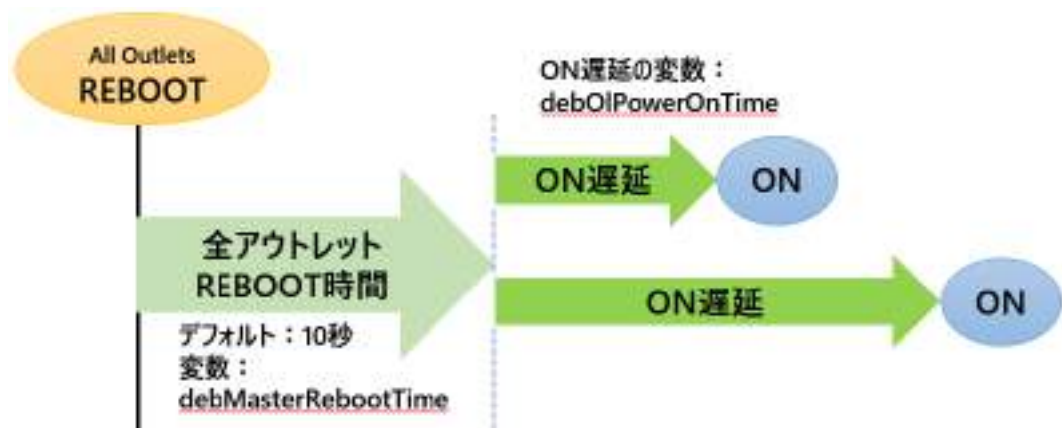 All Outlets
REBOOT
ON遅延の変数：
debOlPowerOnTime
ON遅延
ON
全アウトレット
REBOOT時間
ON遅延
ON
デフォルト：10秒
変数：
debMasterRebootTime